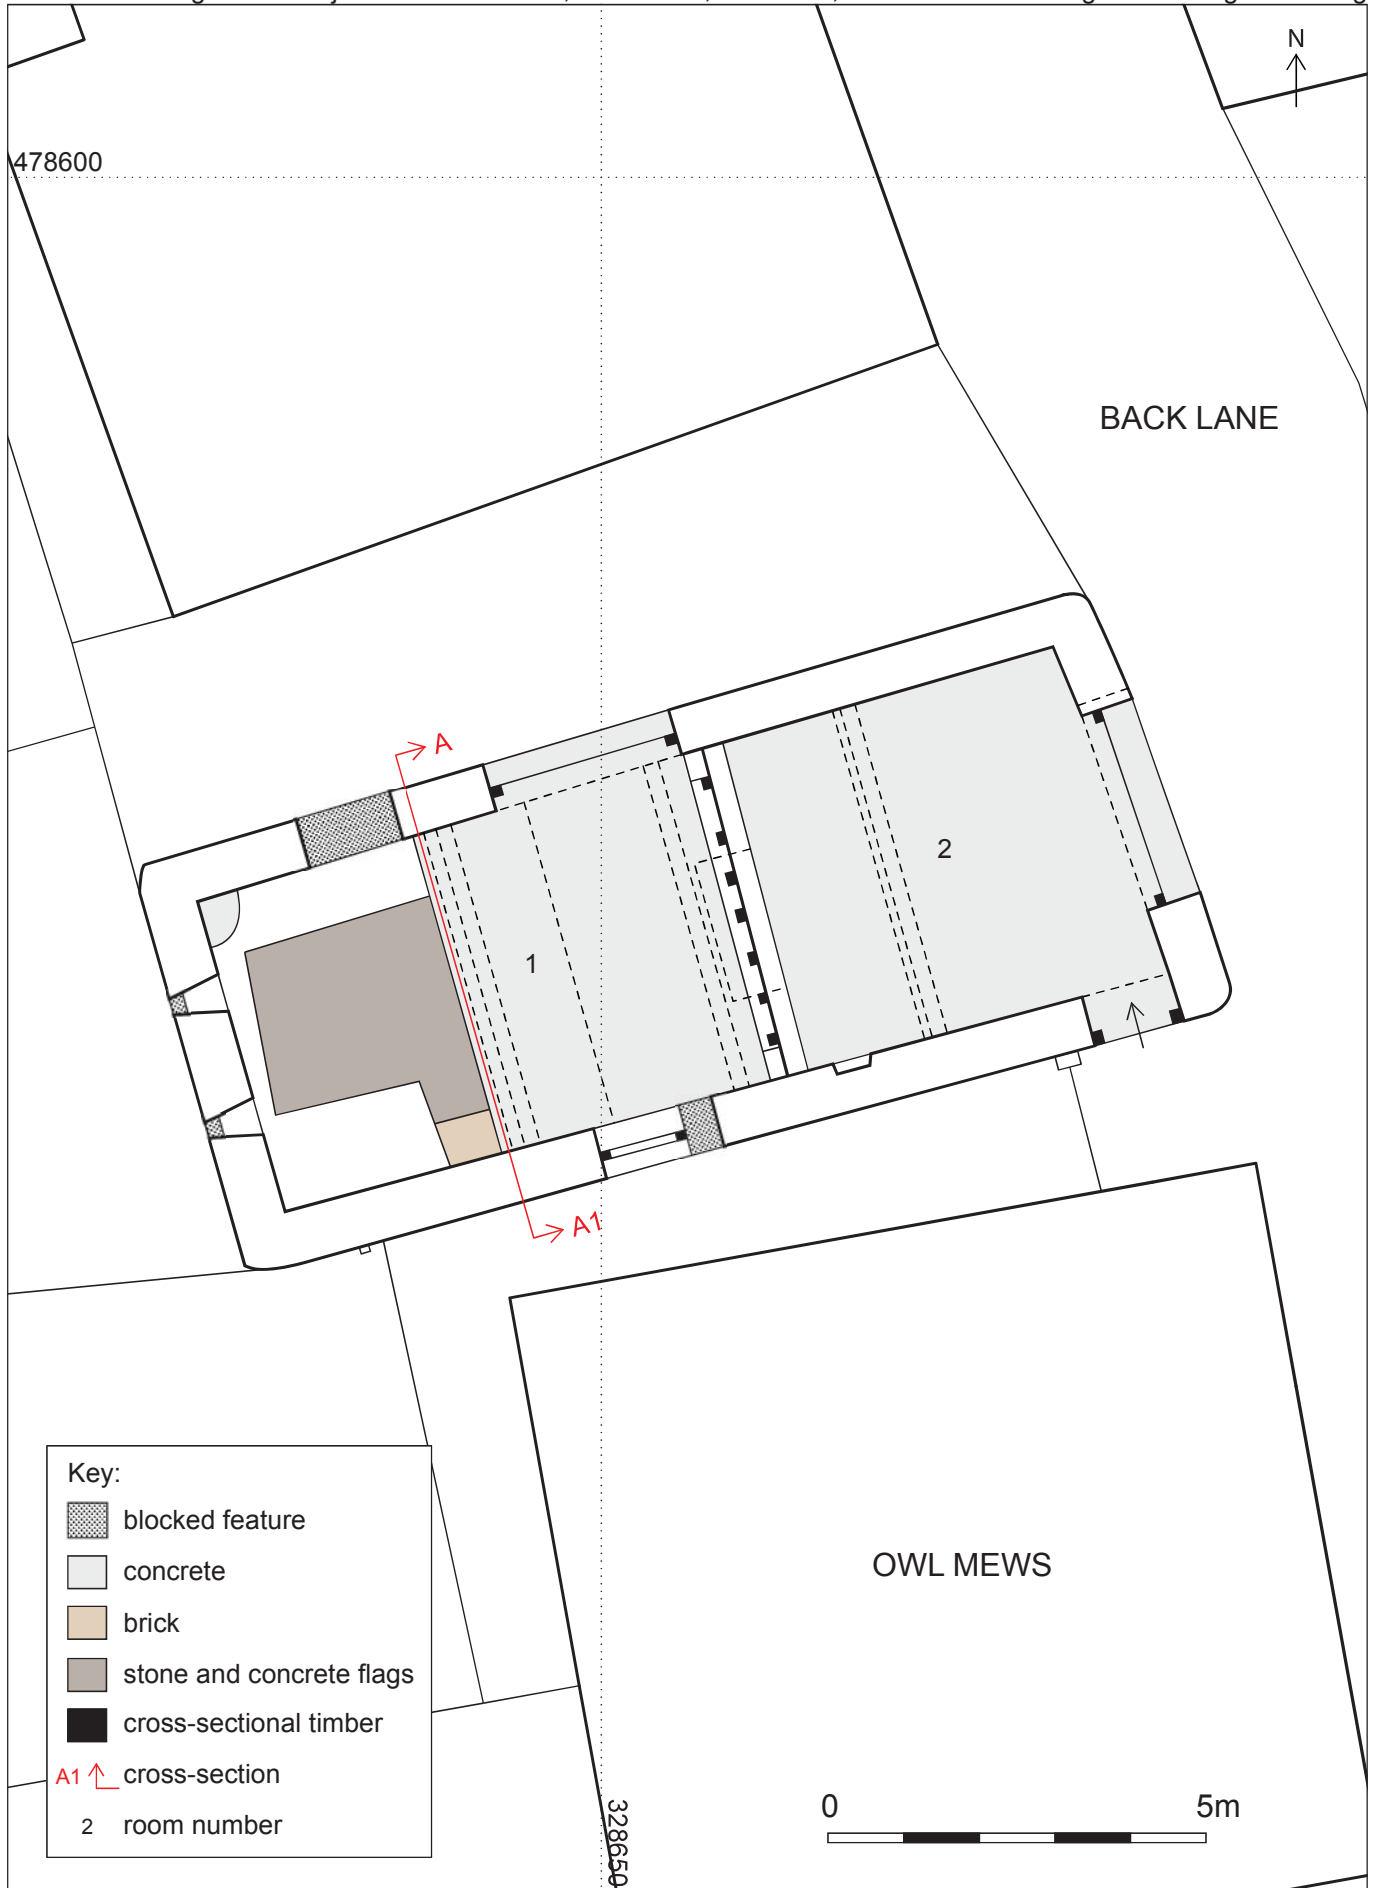 N
478600
BACK LANE
A
2
1
A1
Key:
blocked feature
concrete
brick
stone and concrete flags
cross-sectional timber
A1 cross-section
2 room number
OWL MEWS
328650
0 5m